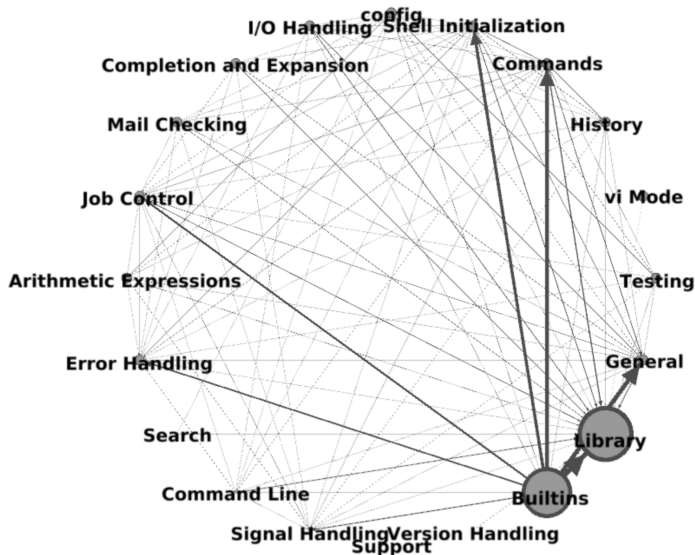 config
I/O Handling
Shell Initialization
Completion and Expansion
Commands
Mail Checking
History
Job Control
vi Mode
Arithmetic Expressions
Testing
Error Handling
General
Search
Library
Command Line
Builtins
Signal Handling
Version Handling
Support